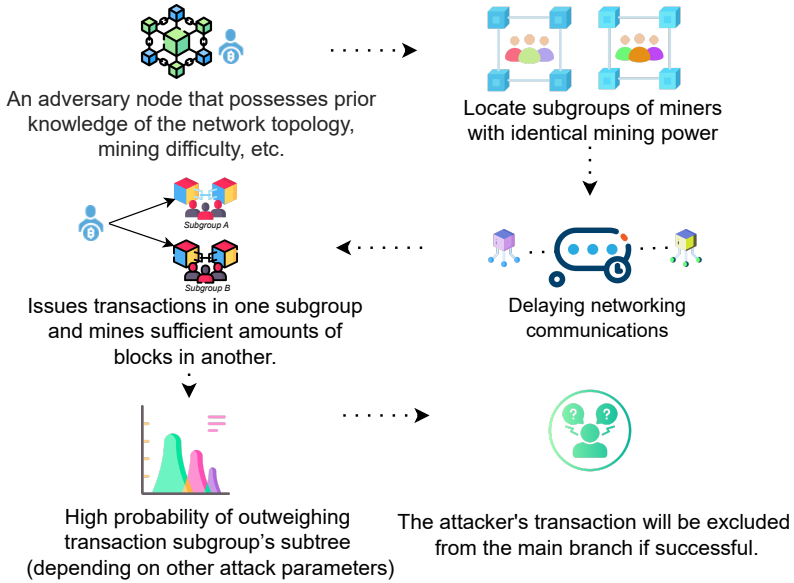 An adversary node that possesses prior
knowledge of the network topology,
mining difficulty, etc.
Locate subgroups of miners
with identical mining power
Delaying networking
communications
Subgroup A
Subgroup B
Issues transactions in one subgroup
and mines sufficient amounts of
blocks in another.
High probability of outweighing
transaction subgroup's subtree
(depending on other attack parameters)
? ?
The attacker's transaction will be excluded
from the main branch if successful.